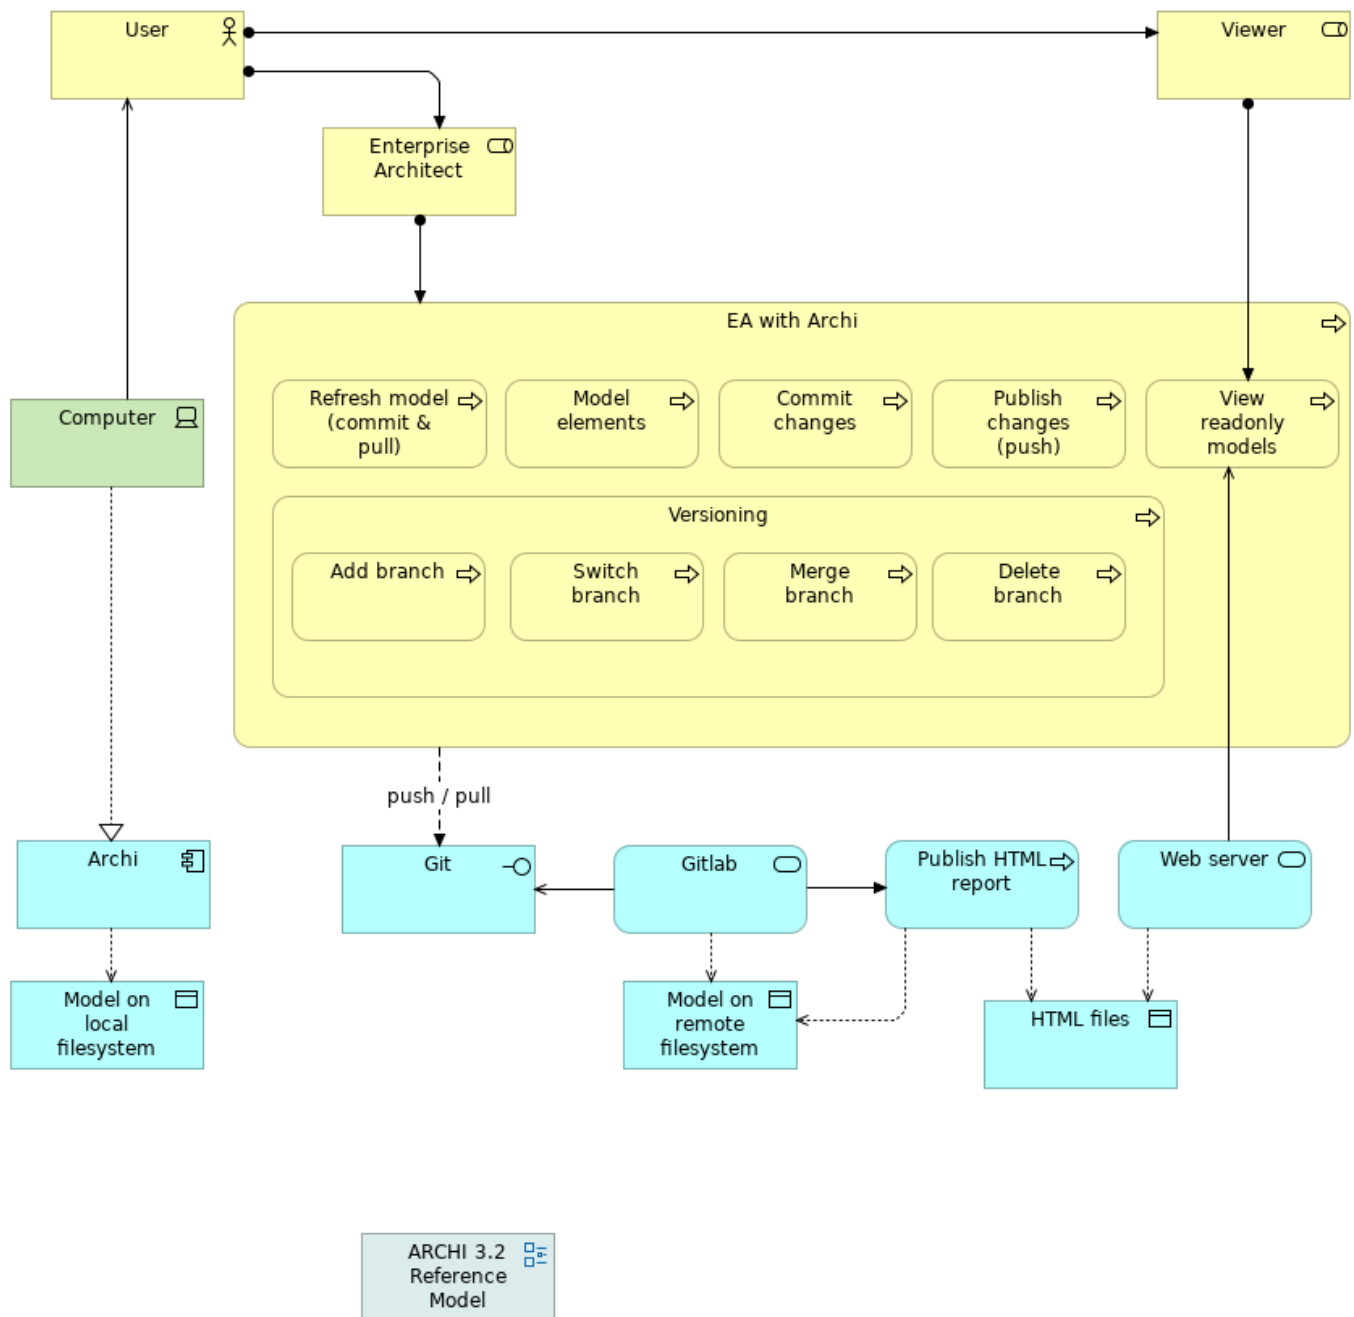 User
Viewer
Enterprise
Architect
EA with Archi
Refresh model
(commit &
pull)
Model
elements
Commit
changes
Publish
changes
(push)
View
readonly
models
Computer
Versioning
Add branch
Switch
branch
Merge
branch
Delete
branch
push / pull
Archi
Git
Gitlab
Publish HTML
report
Web server
Model on
local
filesystem
Model on
remote
filesystem
HTML files
ARCHI 3.2
Reference
Model